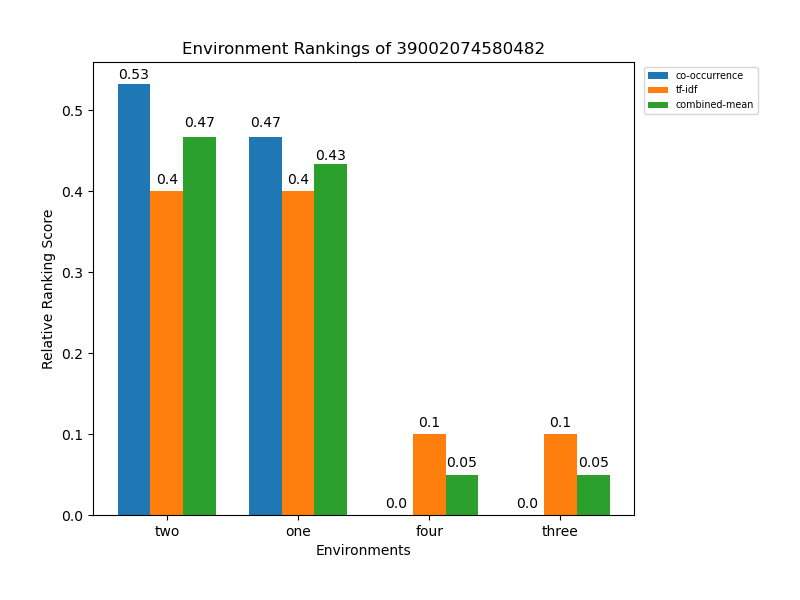 Environment Rankings of 39002074580482
co-occurrence
tf-idf
combined-mean
Relative Ranking Score
0.5
0.4
0.3
0.2
0.1
0.0
0.53
0.4
0.47
0.47
0.4
0.43
0.0
0.1
0.05
0.0
0.1
0.05
two one four three
Environments